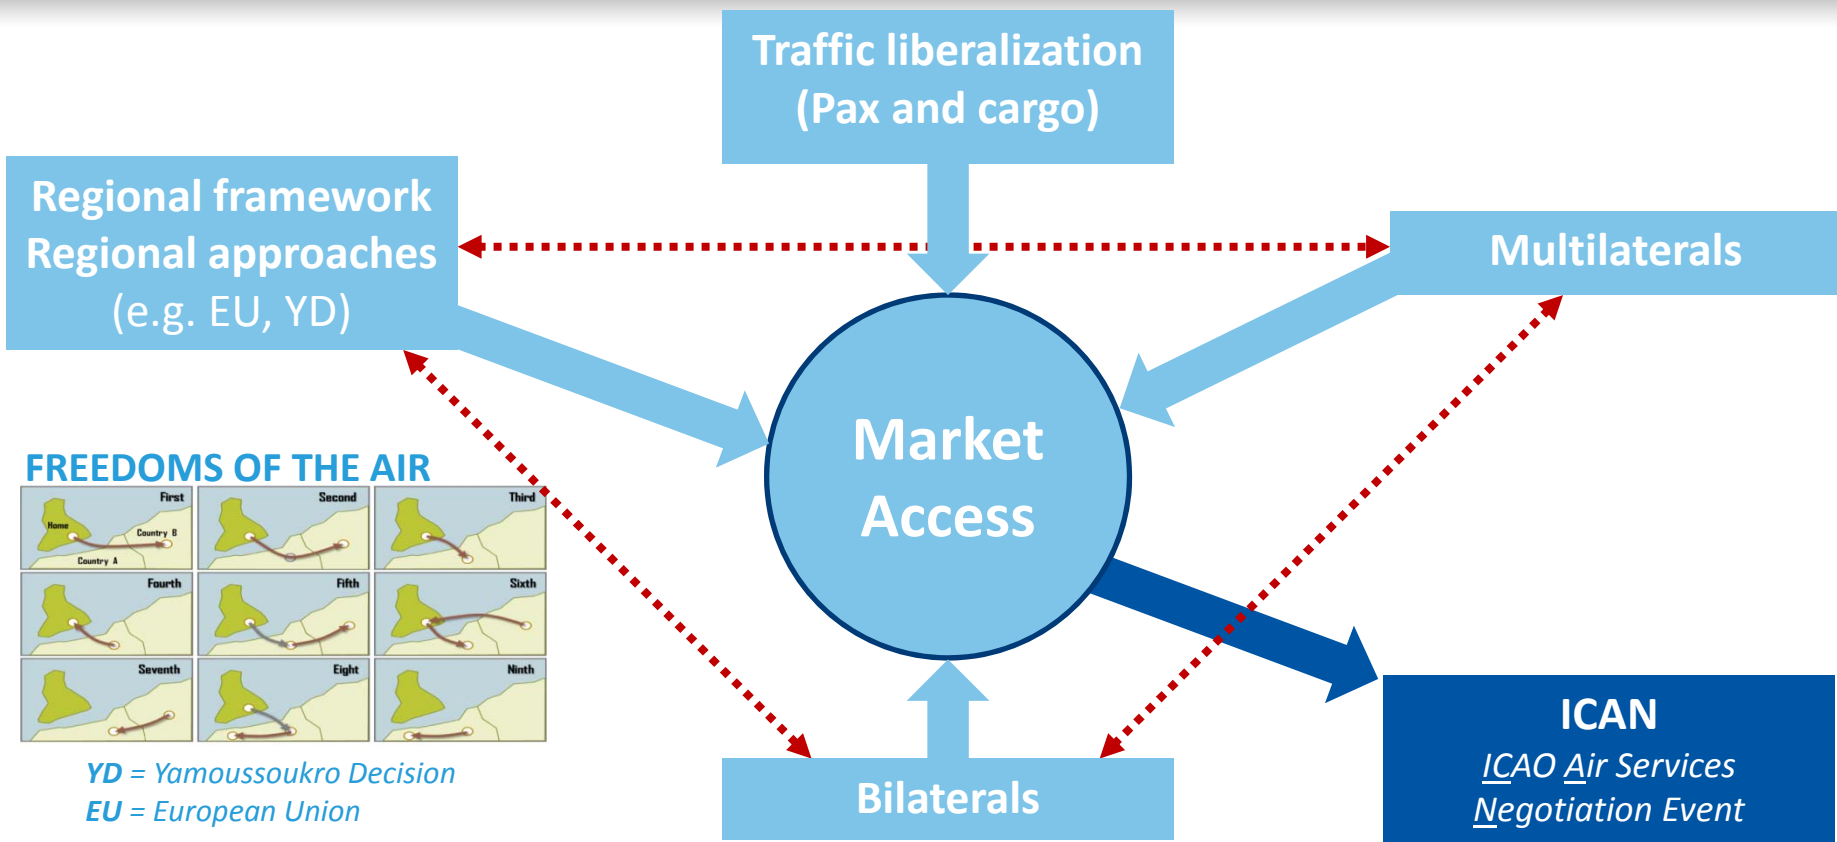 Traffic liberalization
(Pax and cargo)
Regional framework
Regional approaches
(e.g. EU, YD)
Multilaterals
Market
Access
FREEDOMS OF THE AIR
First
Home
Country B
Country A
Second
Third
Fourth
Fifth
Sixth
Seventh
Eight
Ninth
YD = Yamoussoukro Decision
EU = European Union
Bilaterals
ICAN
ICAO Air Services
Negotiation Event